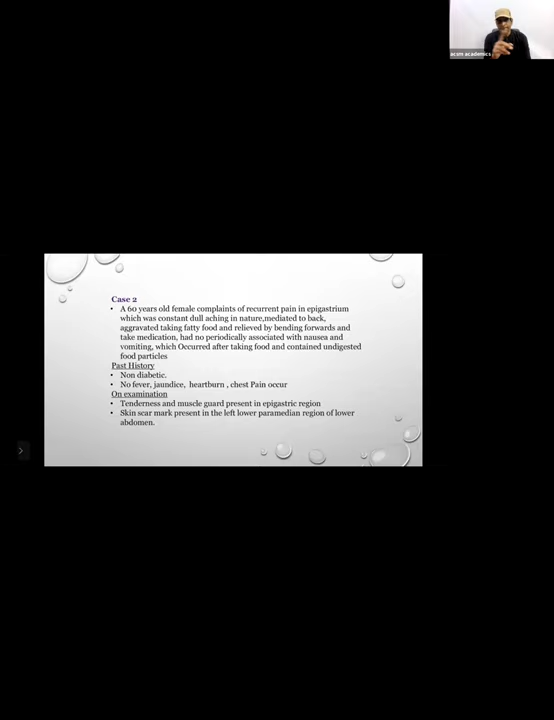 acsm academics
Case 2
• A 60 years old female complaints of recurrent pain in epigastrium
which was constant dull aching in nature,mediated to back,
aggravated taking fatty food and relieved by bending forwards and
take medication, had no periodically associated with nausea and
vomiting, which Occurred after taking food and contained undigested
food particles
Past History
• Non diabetic.
• No fever, jaundice, heartburn , chest Pain occur
On examination
• Tenderness and muscle guard present in epigastric region
• Skin scar mark present in the left lower paramedian region of lower
abdomen.